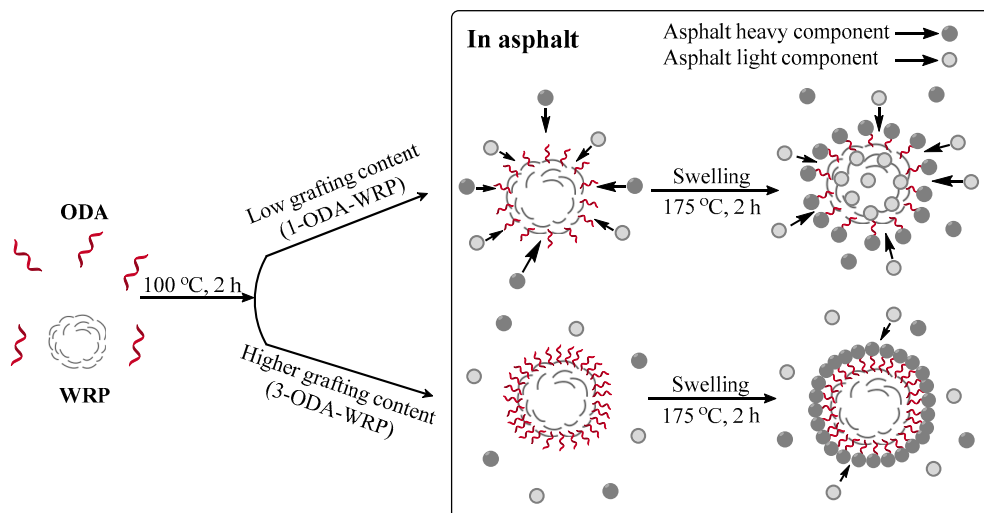 In asphalt
Asphalt heavy component
Asphalt light component
ODA
WRP
100 °C, 2 h
Low grafting content
(1-ODA-WRP)
Swelling
175 °C, 2 h
Higher grafting content
(3-ODA-WRP)
Swelling
175 °C, 2 h